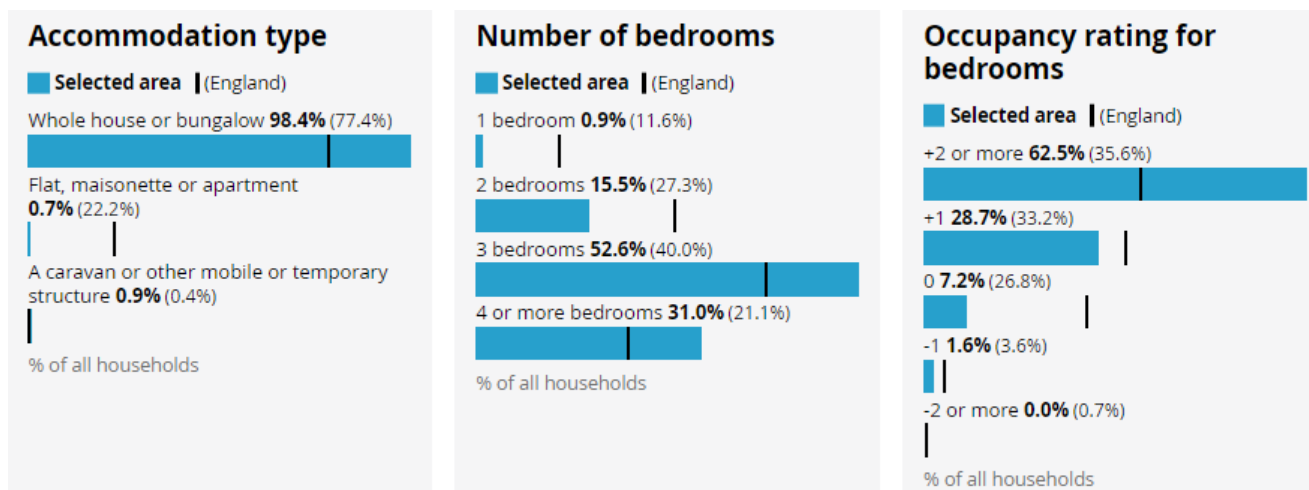 Accommodation type
Selected area (England)
Whole house or bungalow 98.4% (77.4%)
Flat, maisonette or apartment
0.7% (22.2%)
A caravan or other mobile or temporary
structure 0.9% (0.4%)
% of all households
Number of bedrooms
Selected area (England)
1 bedroom 0.9% (11.6%)
2 bedrooms 15.5% (27.3%)
3 bedrooms 52.6% (40.0%)
4 or more bedrooms 31.0% (21.1%)
% of all households
Occupancy rating for
bedrooms
Selected area (England)
+2 or more 62.5% (35.6%)
+1 28.7% (33.2%)
0 7.2% (26.8%)
-1 1.6% (3.6%)
-2 or more 0.0% (0.7%)
% of all households